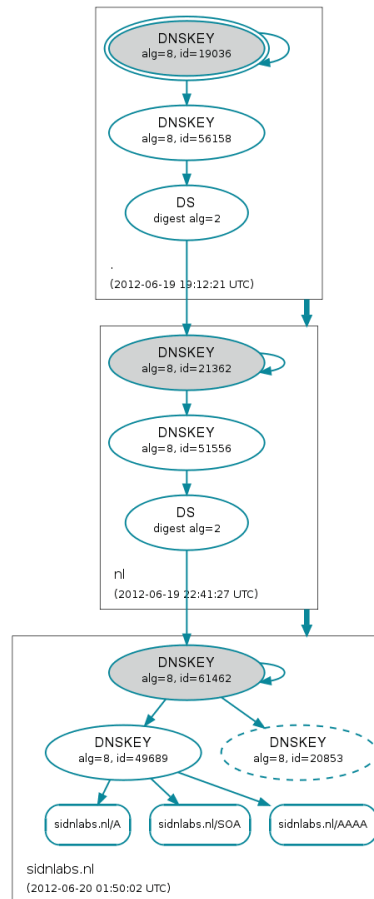 DNSKEY
alg=8, id=19036
DNSKEY
alg=8, id=56158
DS
digest alg=2
.
(2012-06-19 19:12:21 UTC)
DNSKEY
alg=8, id=21362
DNSKEY
alg=8, id=51556
DS
digest alg=2
nl
(2012-06-19 22:41:27 UTC)
DNSKEY
alg=8, id=61462
DNSKEY
alg=8, id=49689
DNSKEY
alg=8, id=20853
sidnlabs.nl/A
sidnlabs.nl/SOA
sidnlabs.nl/AAAA
sidnlabs.nl
(2012-06-20 01:50:02 UTC)